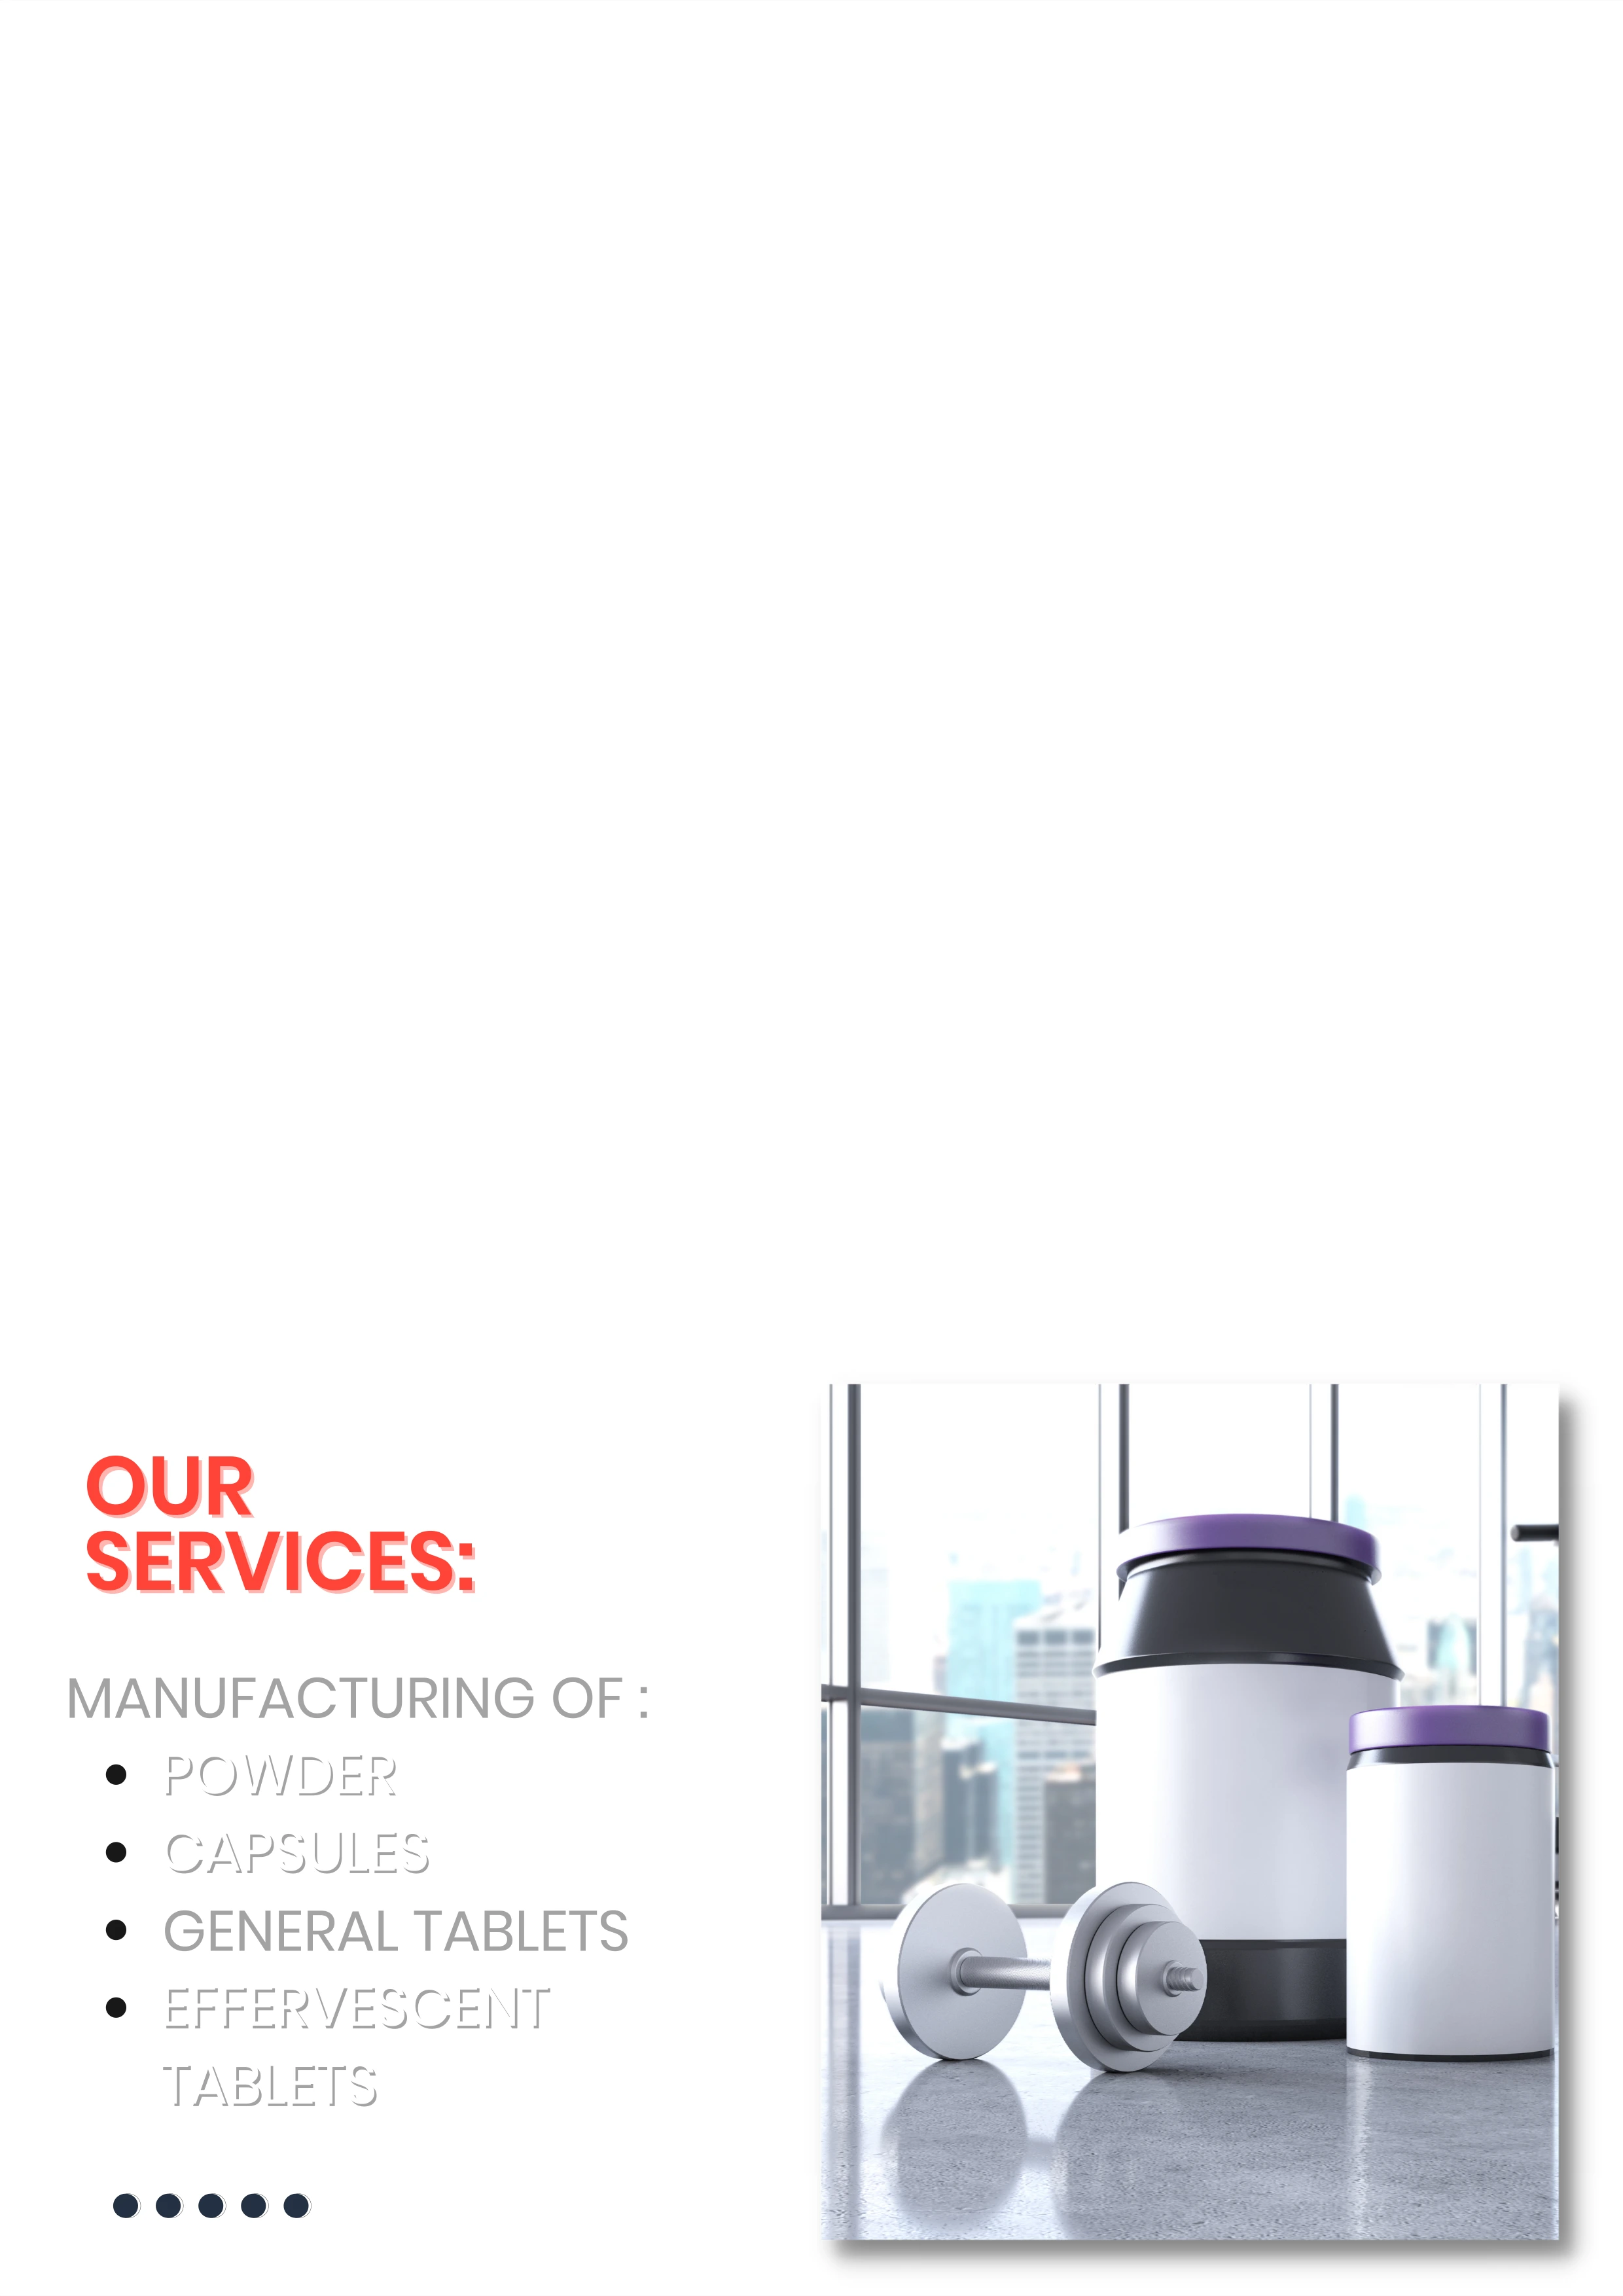 OUR
SERVICES:
MANUFACTURING OF :
POWDER
CAPSULES
GENERAL TABLETS
EFFERVESCENT
TABLETS